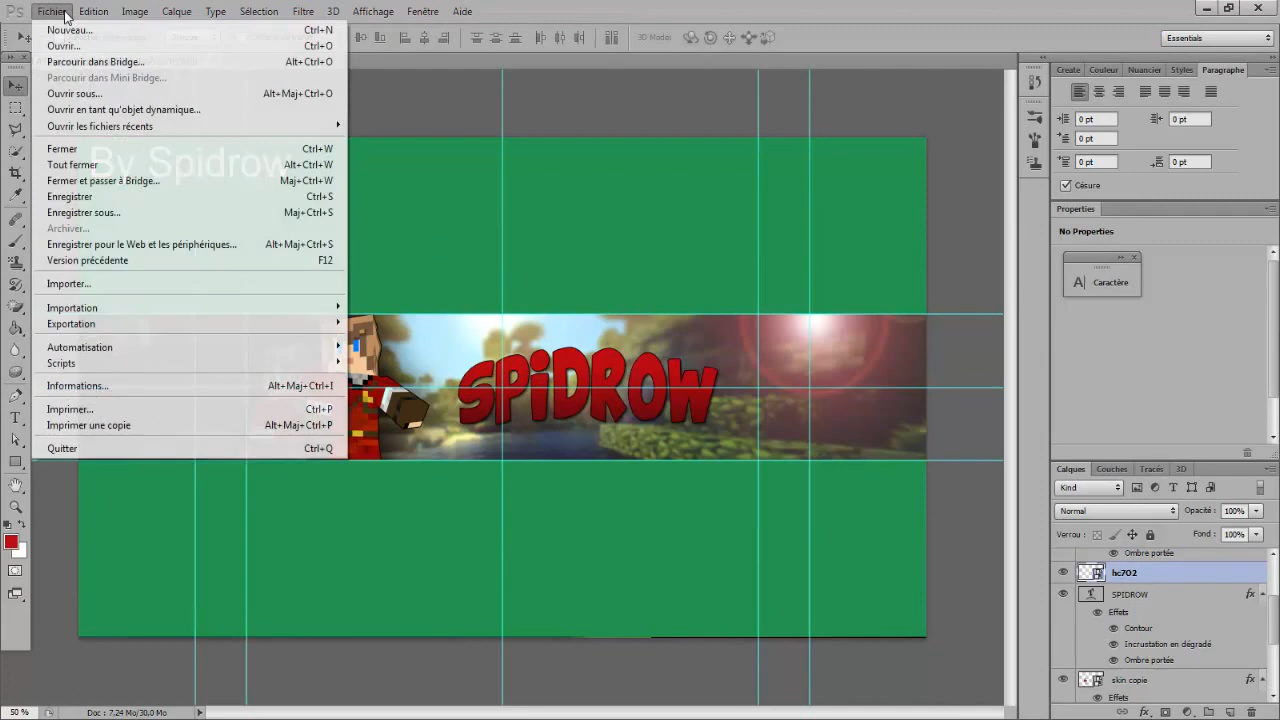 Ps Fichier Edition Image Calque Type Sélection Filtre 3D Affichage Fenêtre Aide
Nouveau... Ctrl+N
Ouvrir... Ctrl+O
Parcourir dans Bridge... Alt+Ctrl+O
Parcourir dans Mini Bridge...
Ouvrir sous... Alt+Maj+Ctrl+O
Ouvrir en tant qu'objet dynamique...
Ouvrir les fichiers récents
Fermer Ctrl+W
Tout fermer Alt+Ctrl+W
Fermer et passer à Bridge... Maj+Ctrl+W
Enregistrer Ctrl+S
Enregistrer sous... Maj+Ctrl+S
Archiver...
Enregistrer pour le Web et les périphériques... Alt+Maj+Ctrl+S
Version précédente F12
Importer...
Importation
Exportation
Automatisation
Scripts
Informations... Alt+Maj+Ctrl+I
Imprimer... Ctrl+P
Imprimer une copie Alt+Maj+Ctrl+P
Quitter Ctrl+Q
By Spidrow
SPiDROW
3D Mode:
Essentials
Create Couleur Nuancier Styles Paragraphe
0 pt 0 pt
0 pt
0 pt 0 pt
Césure
Properties
No Properties
A| Caractère
Calques Couches Tracés 3D
Kind
Normal Opacité : 100%
Verrou : Fond : 100%
Ombre portée
hc702
SPIDROW fx
Effets
Contour
Incrustation en dégradé
Ombre portée
skin copie fx
Effets
50 % Doc : 7,24 Mo/30,0 Mo